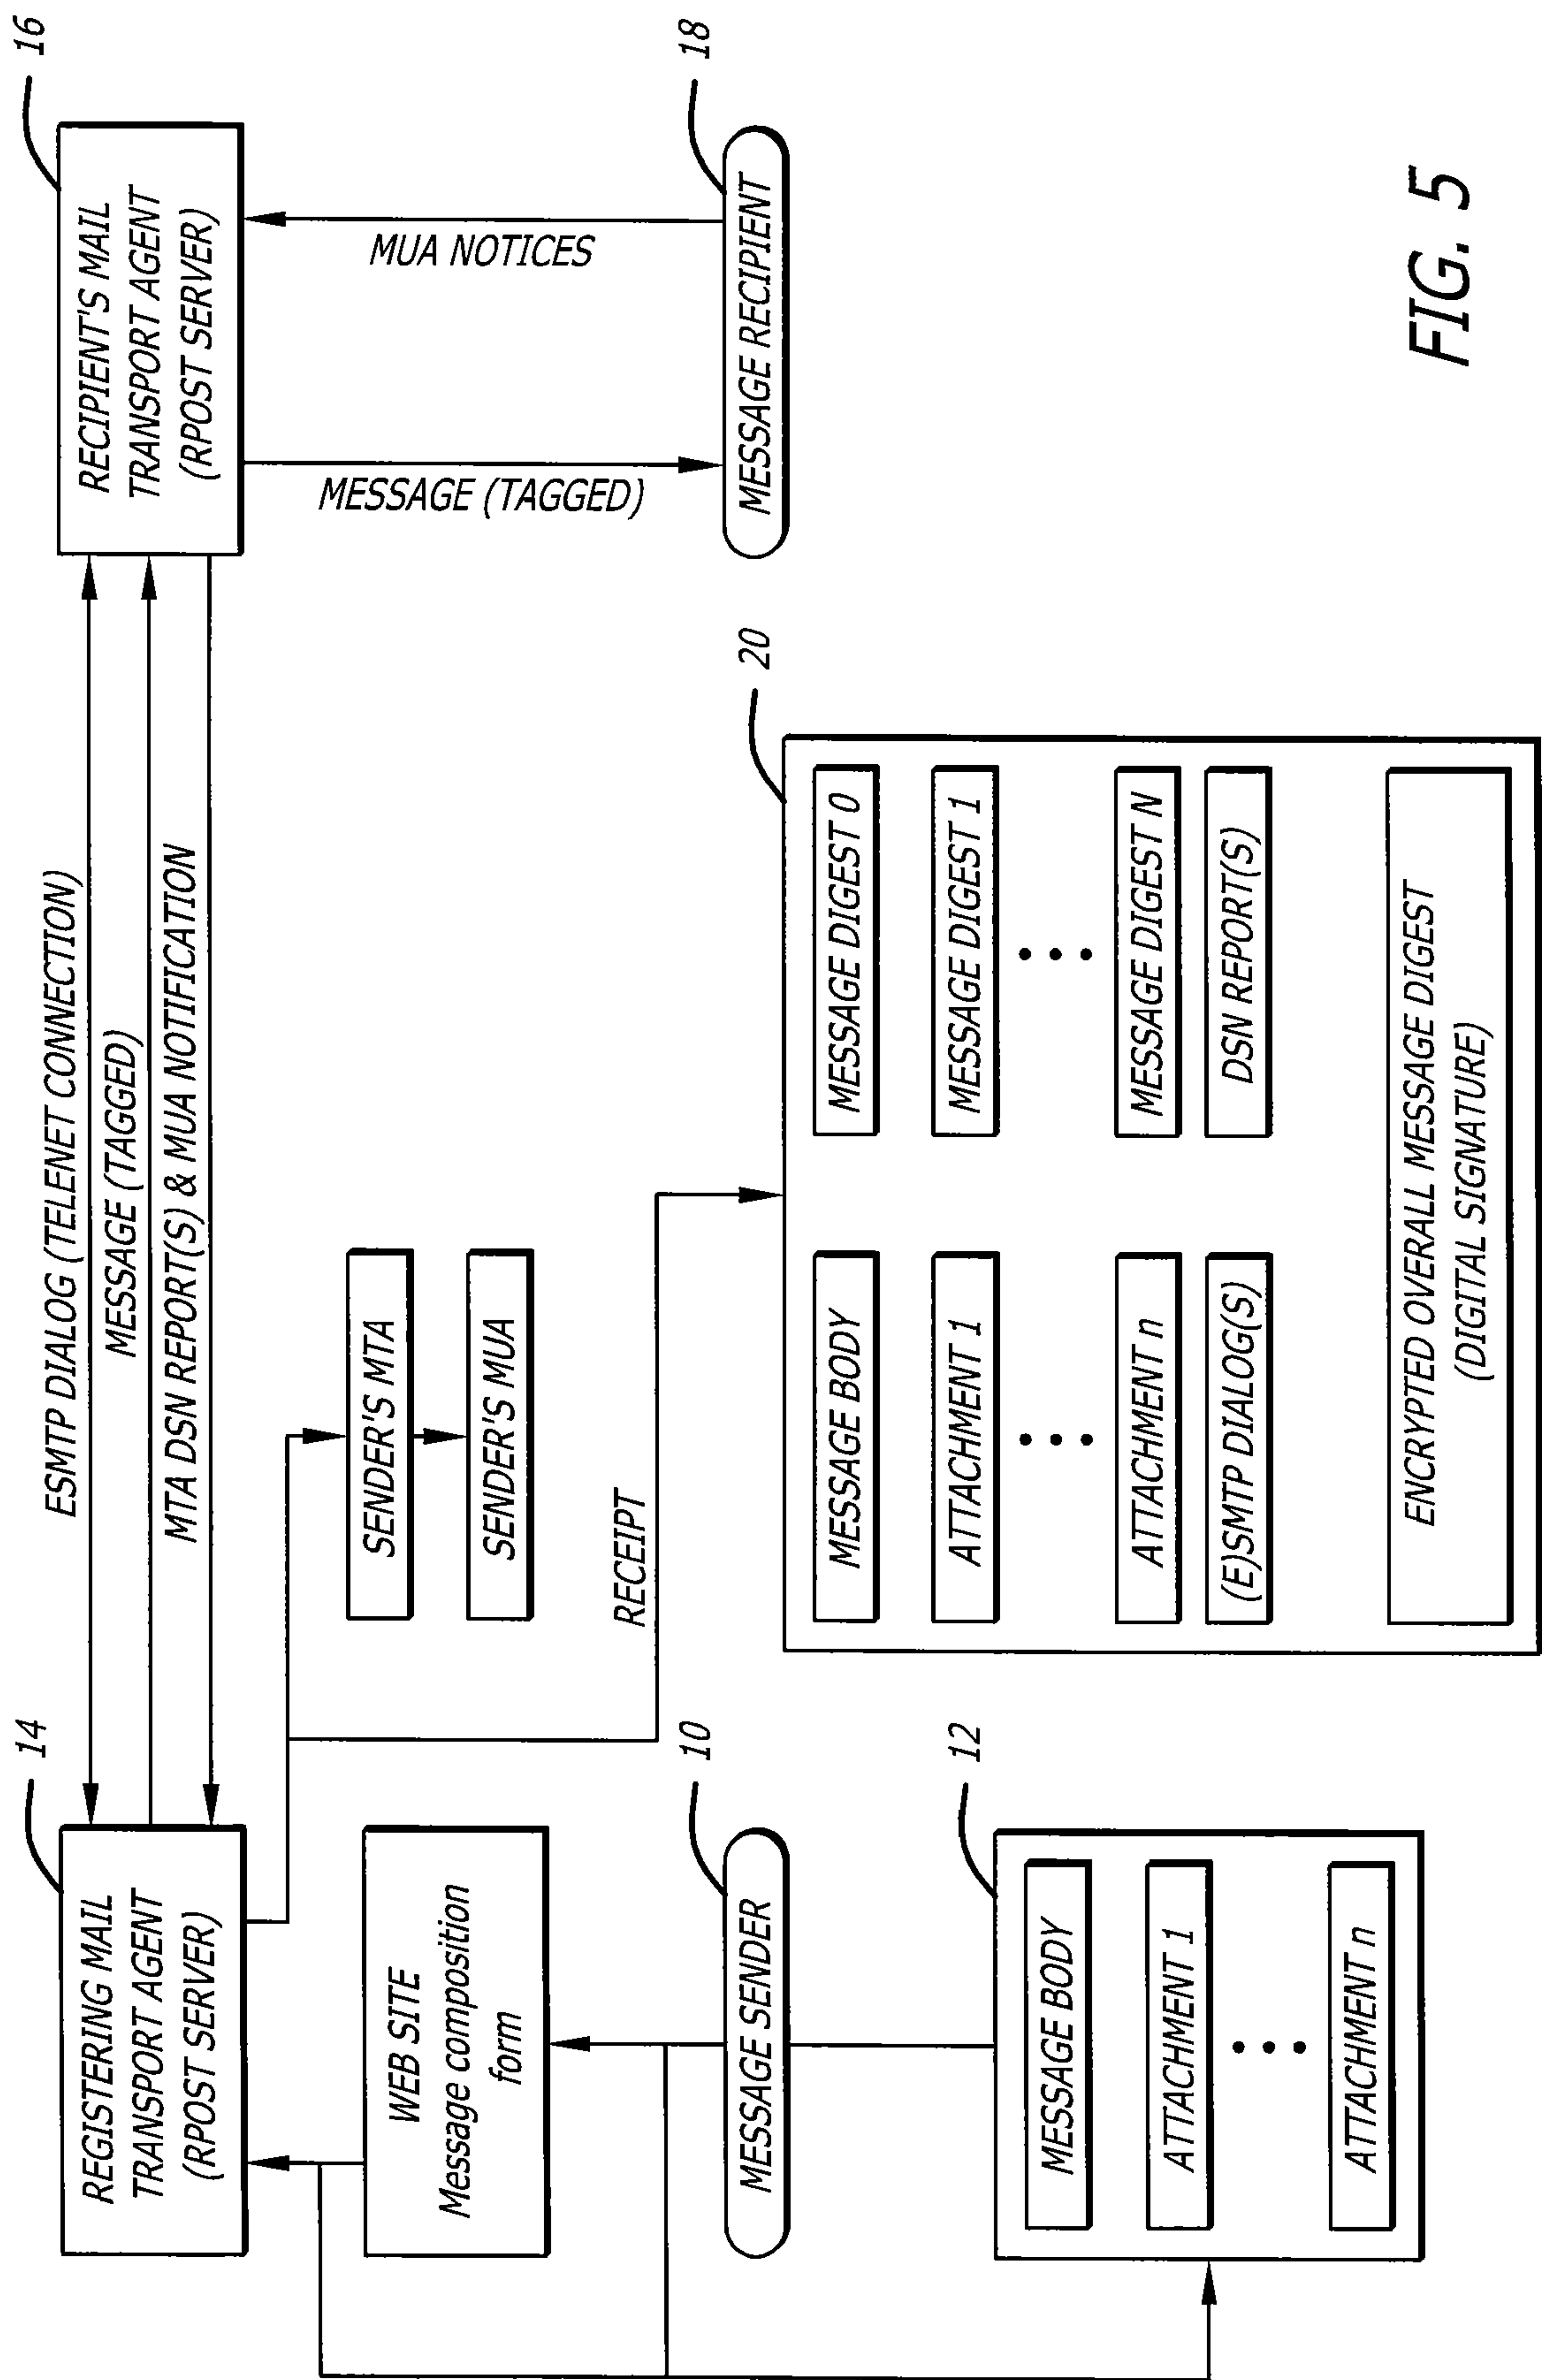 14
REGISTERING MAIL
TRANSPORT AGENT
(RPOST SERVER)
ESMTP DIALOG (TELENET CONNECTION)
MESSAGE (TAGGED)
MTA DSN REPORT(S) & MUA NOTIFICATION
16
RECIPIENT'S MAIL
TRANSPORT AGENT
(RPOST SERVER)
WEB SITE
Message composition
form
SENDER'S MTA
SENDER'S MUA
RECEIPT
MESSAGE (TAGGED)
MUA NOTICES
10
MESSAGE SENDER
18
MESSAGE RECIPIENT
12
MESSAGE BODY
ATTACHMENT 1
ATTACHMENT n
20
MESSAGE BODY
MESSAGE DIGEST 0
ATTACHMENT 1
MESSAGE DIGEST 1
ATTACHMENT n
MESSAGE DIGEST N
(E)SMTP DIALOG(S)
DSN REPORT(S)
ENCRYPTED OVERALL MESSAGE DIGEST
(DIGITAL SIGNATURE)
FIG. 5